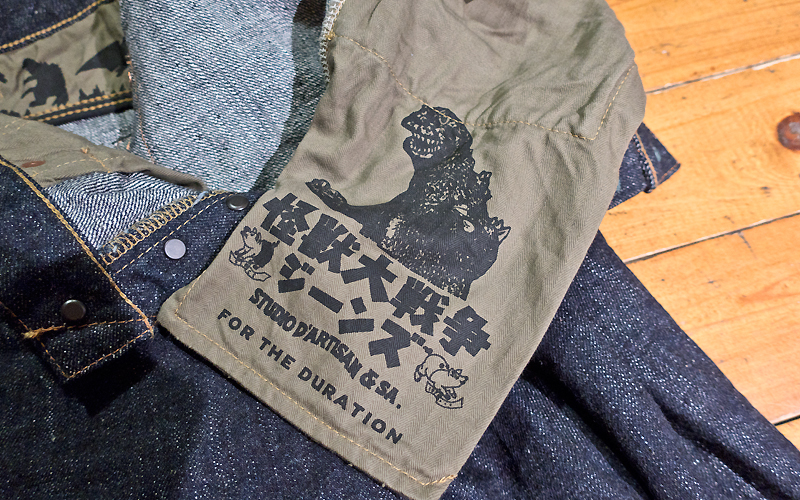 怪獣大戦争
ジーンズ
STUDIO D'ARTISAN & SA.
FOR THE DURATION